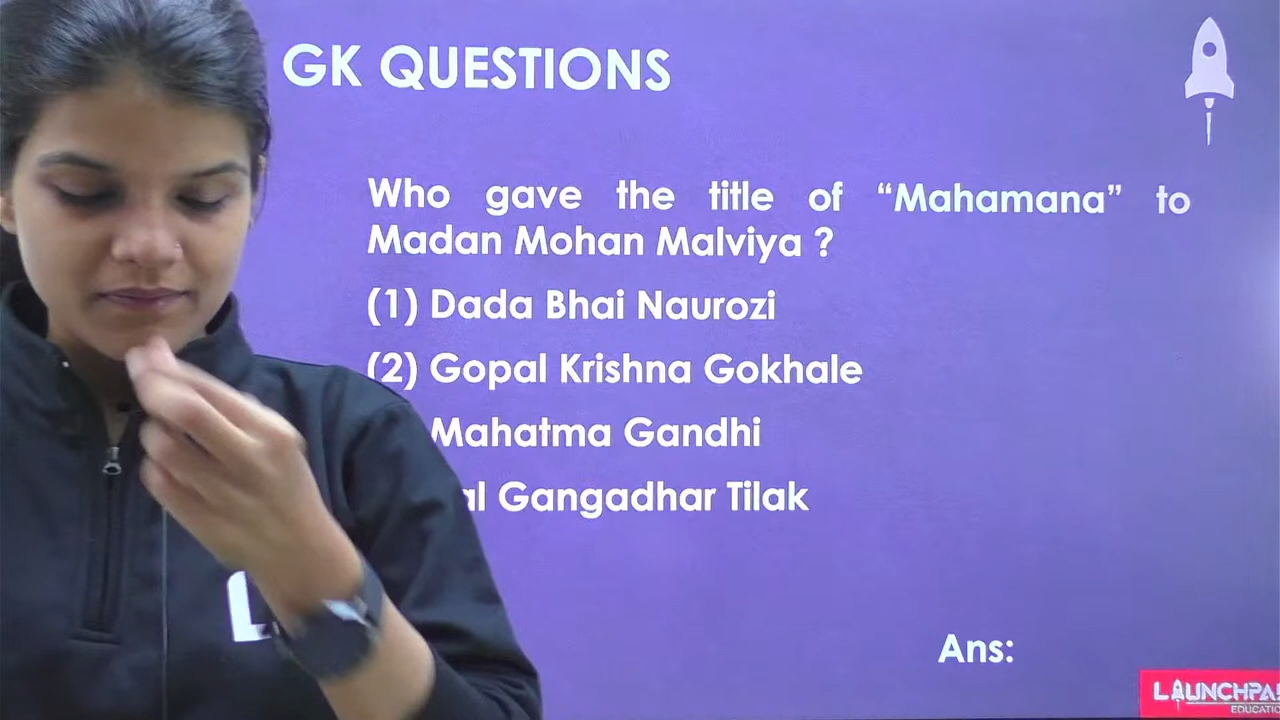 GK QUESTIONS
Who gave the title of “Mahamana” to
Madan Mohan Malviya ?
(1) Dada Bhai Naurozi
(2) Gopal Krishna Gokhale
Mahatma Gandhi
Gangadhar Tilak
Ans:
L